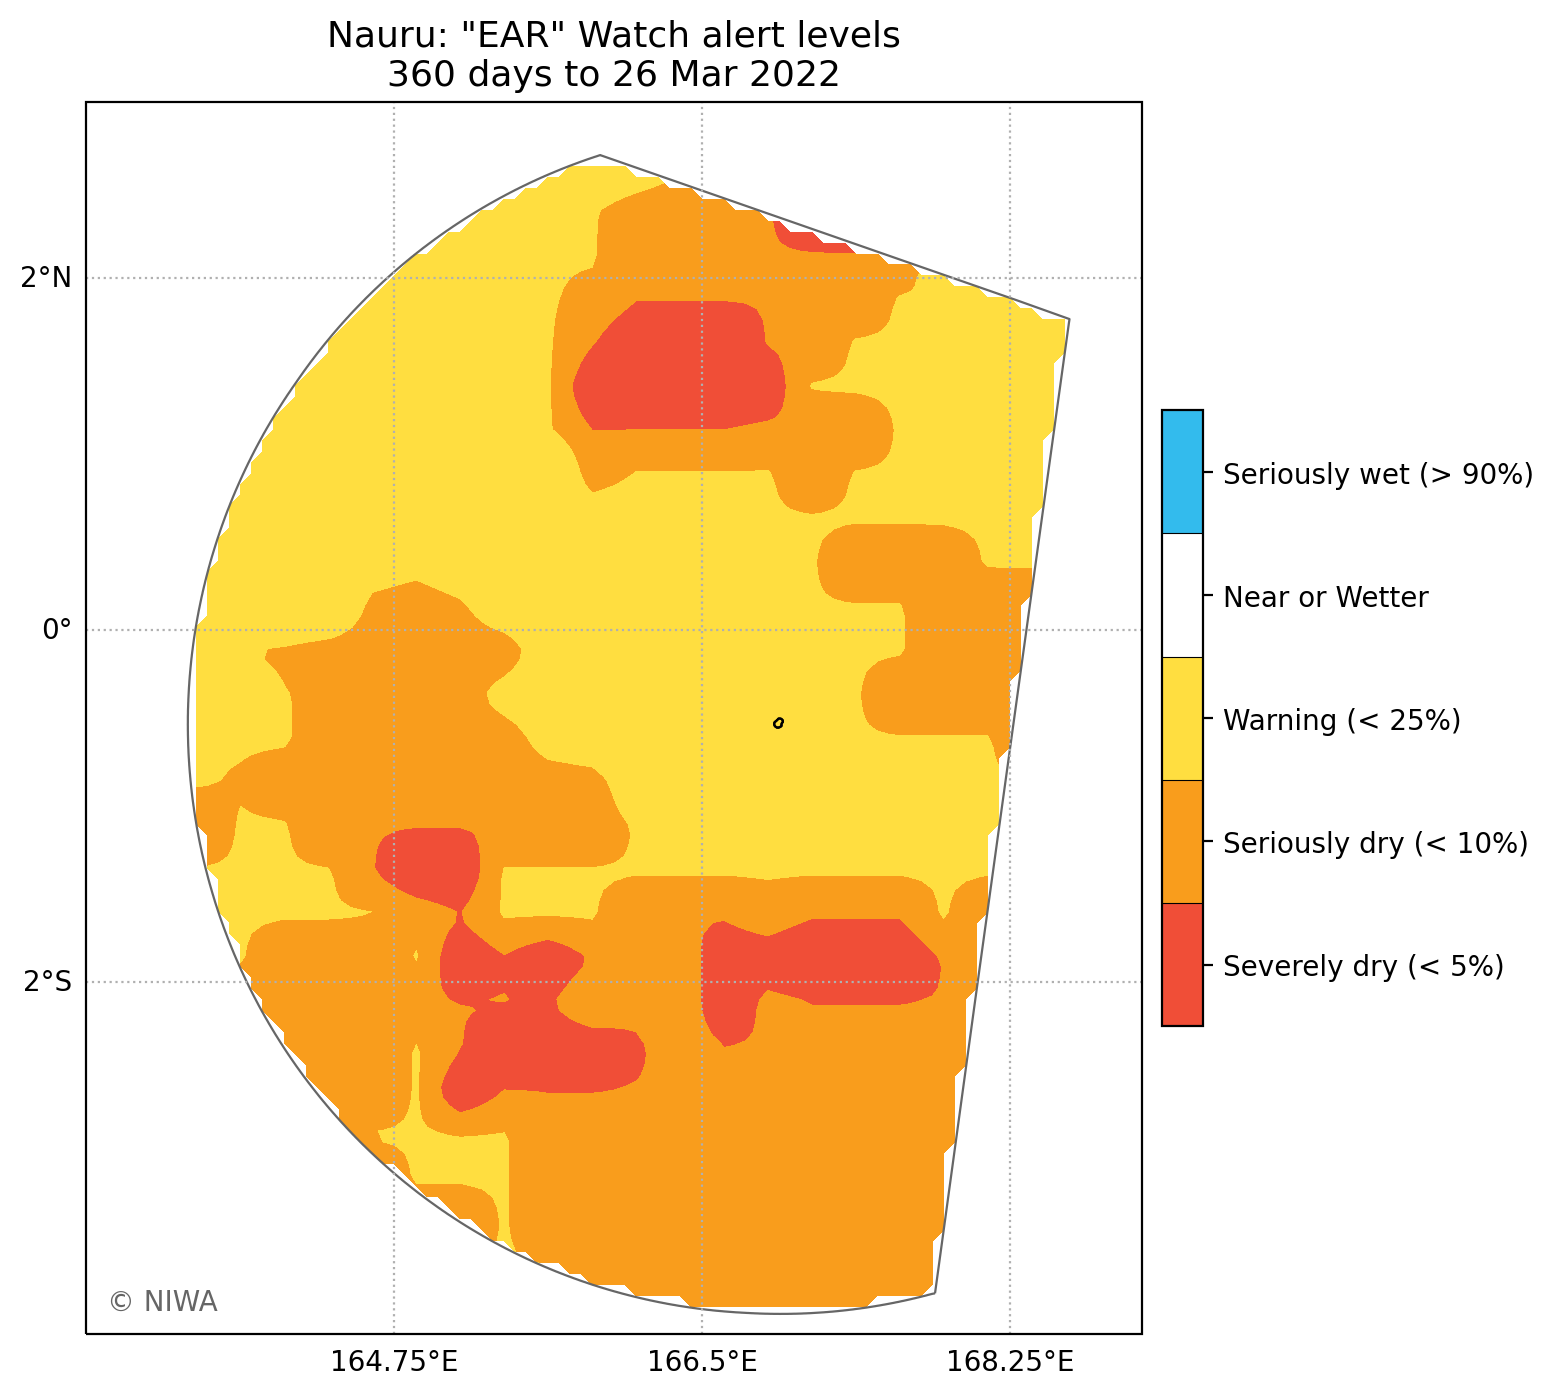 Nauru: "EAR" Watch alert levels
360 days to 26 Mar 2022
2°N
0°
2°S
164.75°E
166.5°E
168.25°E
Seriously wet (> 90%)
Near or Wetter
Warning (< 25%)
Seriously dry (< 10%)
Severely dry (< 5%)
© NIWA